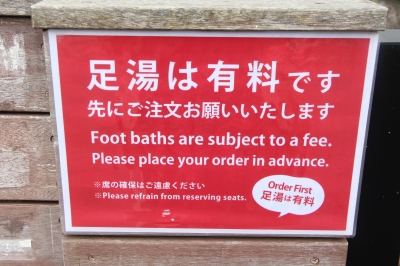 足湯は有料です
先にご注文お願いいたします
Foot baths are subject to a fee.
Please place your order in advance.
※席の確保はご遠慮ください
※Please refrain from reserving seats.
Order First
足湯は有料